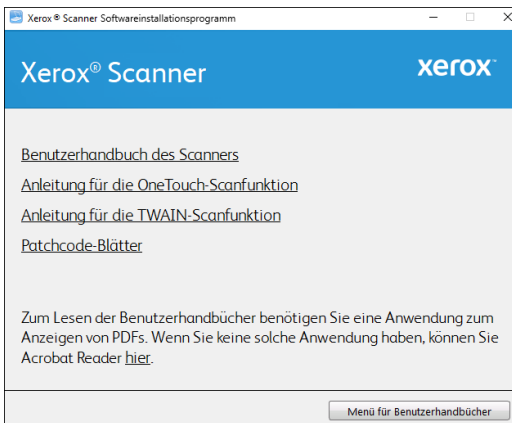 Xerox® Scanner Softwareinstallationsprogramm
Xerox® Scanner
xerox™
Benutzerhandbuch des Scanners
Anleitung für die OneTouch-Scanfunktion
Anleitung für die TWAIN-Scanfunktion
Patchcode-Blätter
Zum Lesen der Benutzerhandbücher benötigen Sie eine Anwendung zum
Anzeigen von PDFs. Wenn Sie keine solche Anwendung haben, können Sie
Acrobat Reader hier.
Menü für Benutzerhandbücher